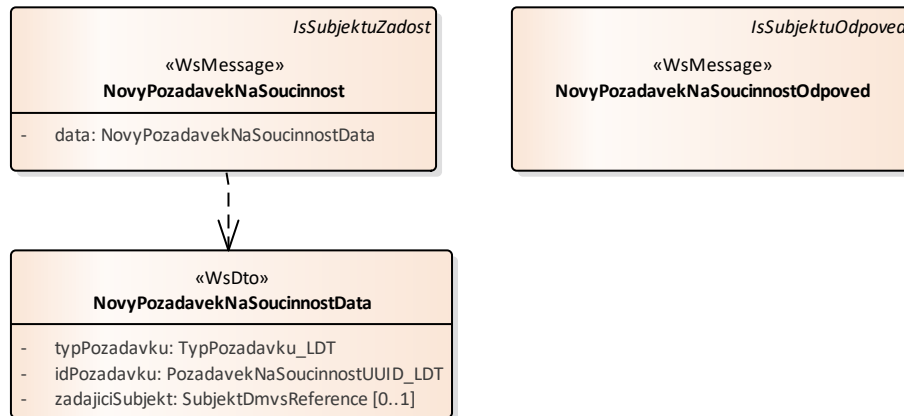 IsSubjektuZadost
«WsMessage»
NovyPozadavekNaSoucinnost
- data: NovyPozadavekNaSoucinnostData
IsSubjektuOdpoved
«WsMessage»
NovyPozadavekNaSoucinnostOdpoved
«WsDto»
NovyPozadavekNaSoucinnostData
- typPozadavku: TypPozadavku_LDT
- idPozadavku: PozadavekNaSoucinnostUUID_LDT
- zadajiciSubjekt: SubjektDmvsReference [0..1]